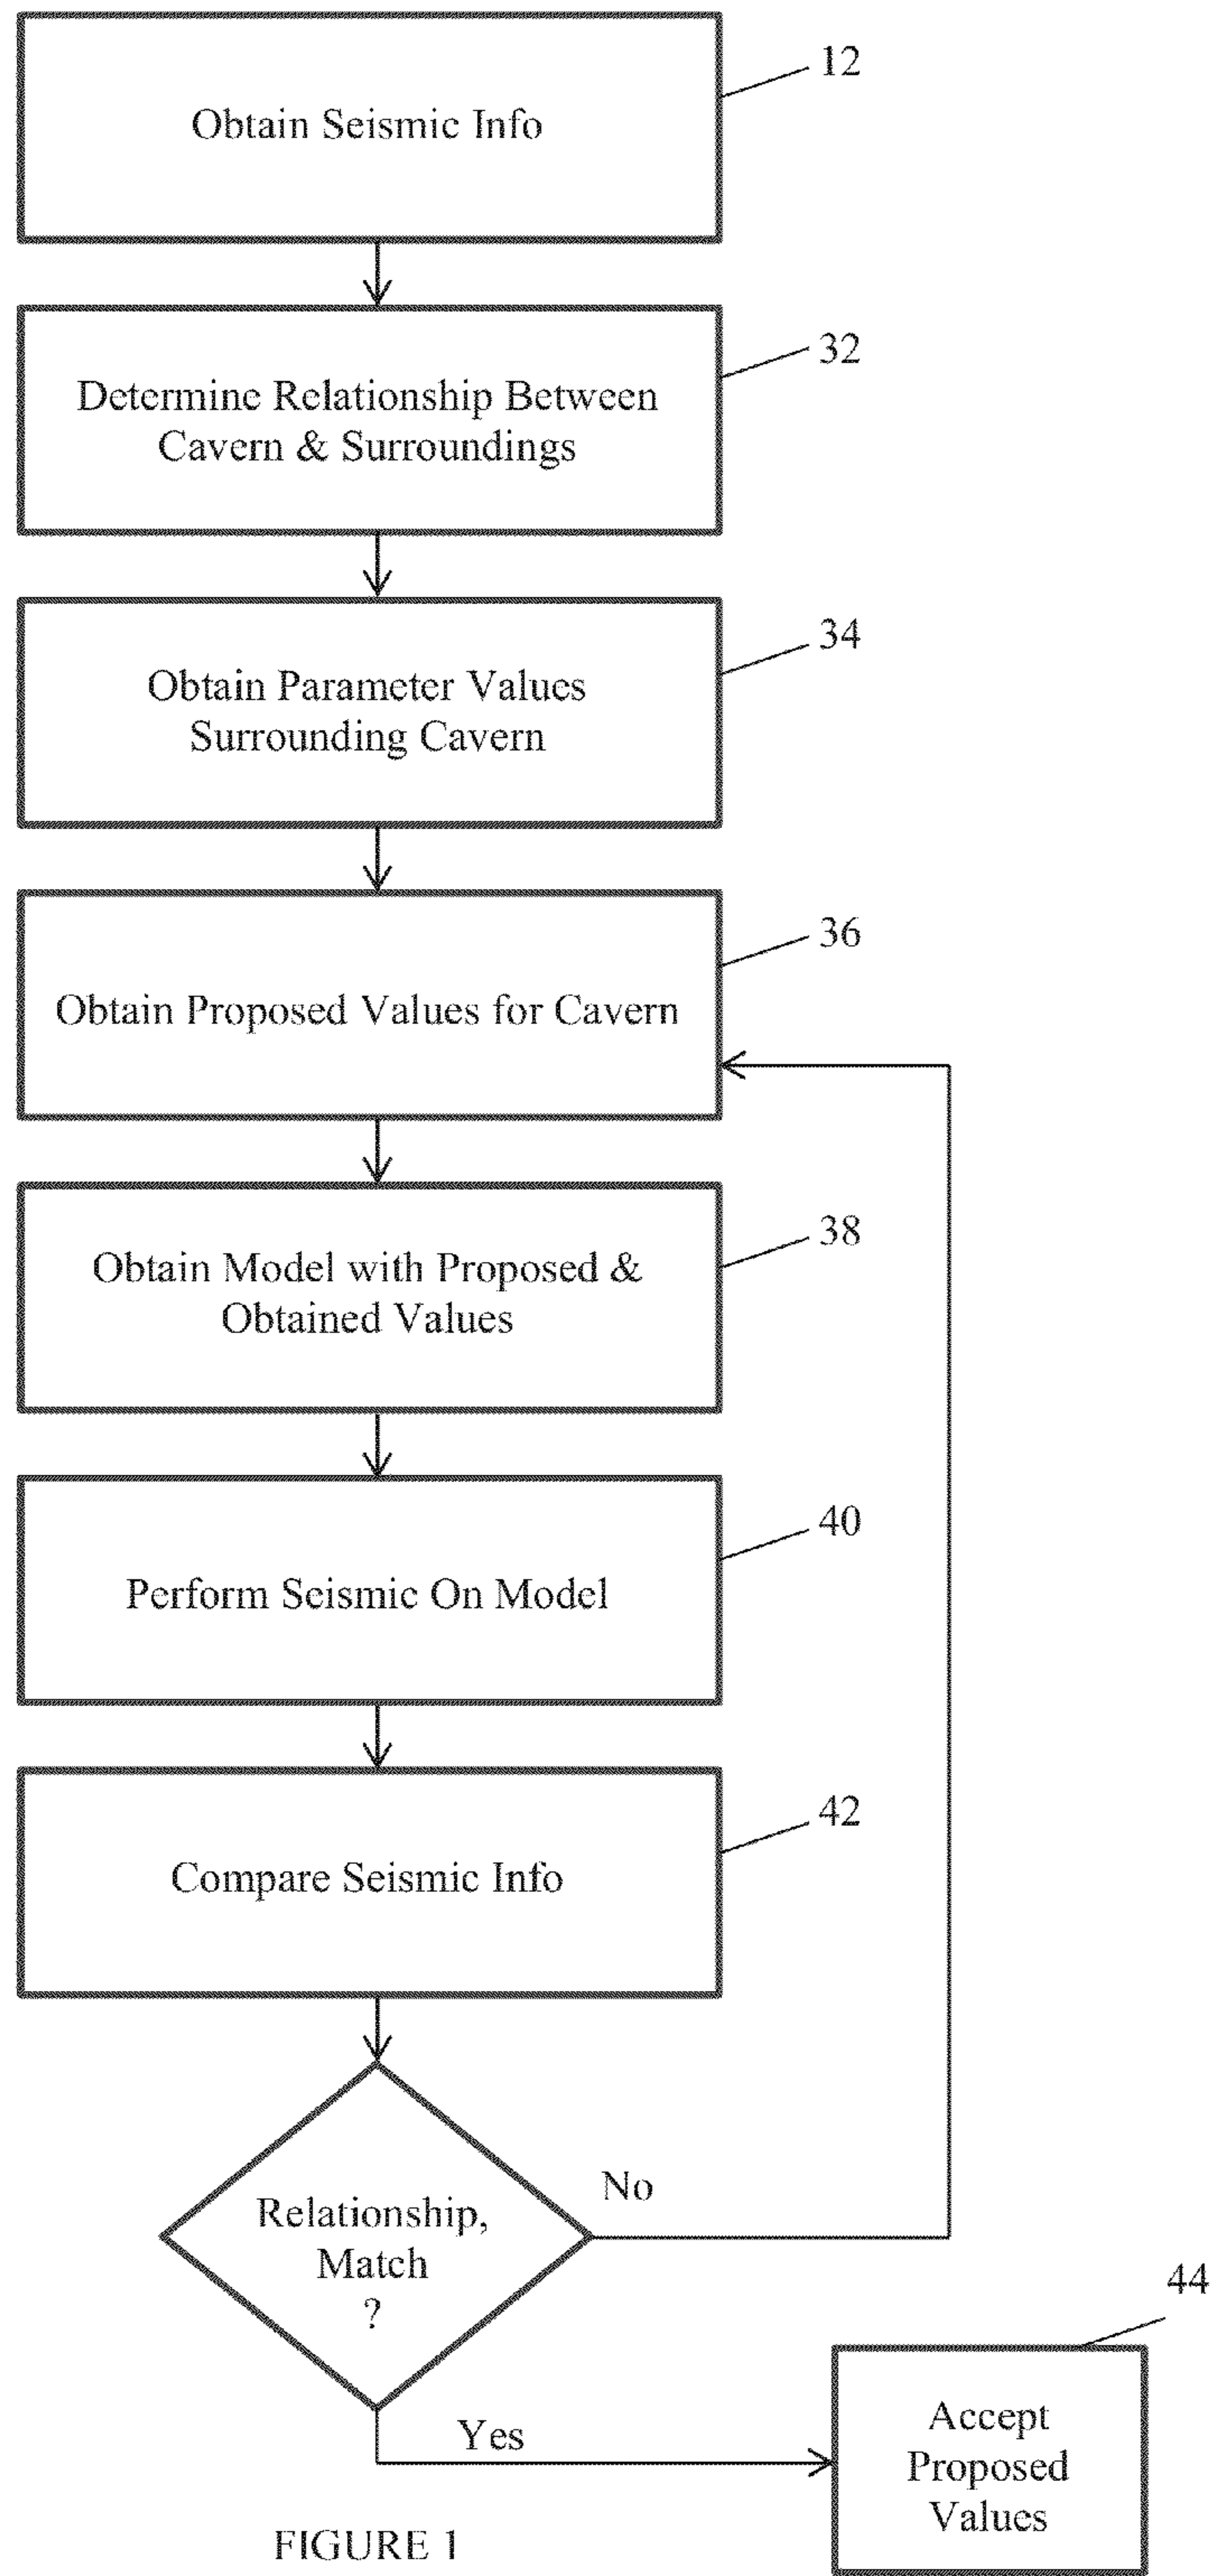 12
Obtain Seismic Info
32
Determine Relationship Between
Cavern & Surroundings
34
Obtain Parameter Values
Surrounding Cavern
36
Obtain Proposed Values for Cavern
38
Obtain Model with Proposed &
Obtained Values
40
Perform Seismic On Model
42
Compare Seismic Info
No
Relationship,
Match
?
44
Yes
Accept
Proposed
Values
FIGURE 1